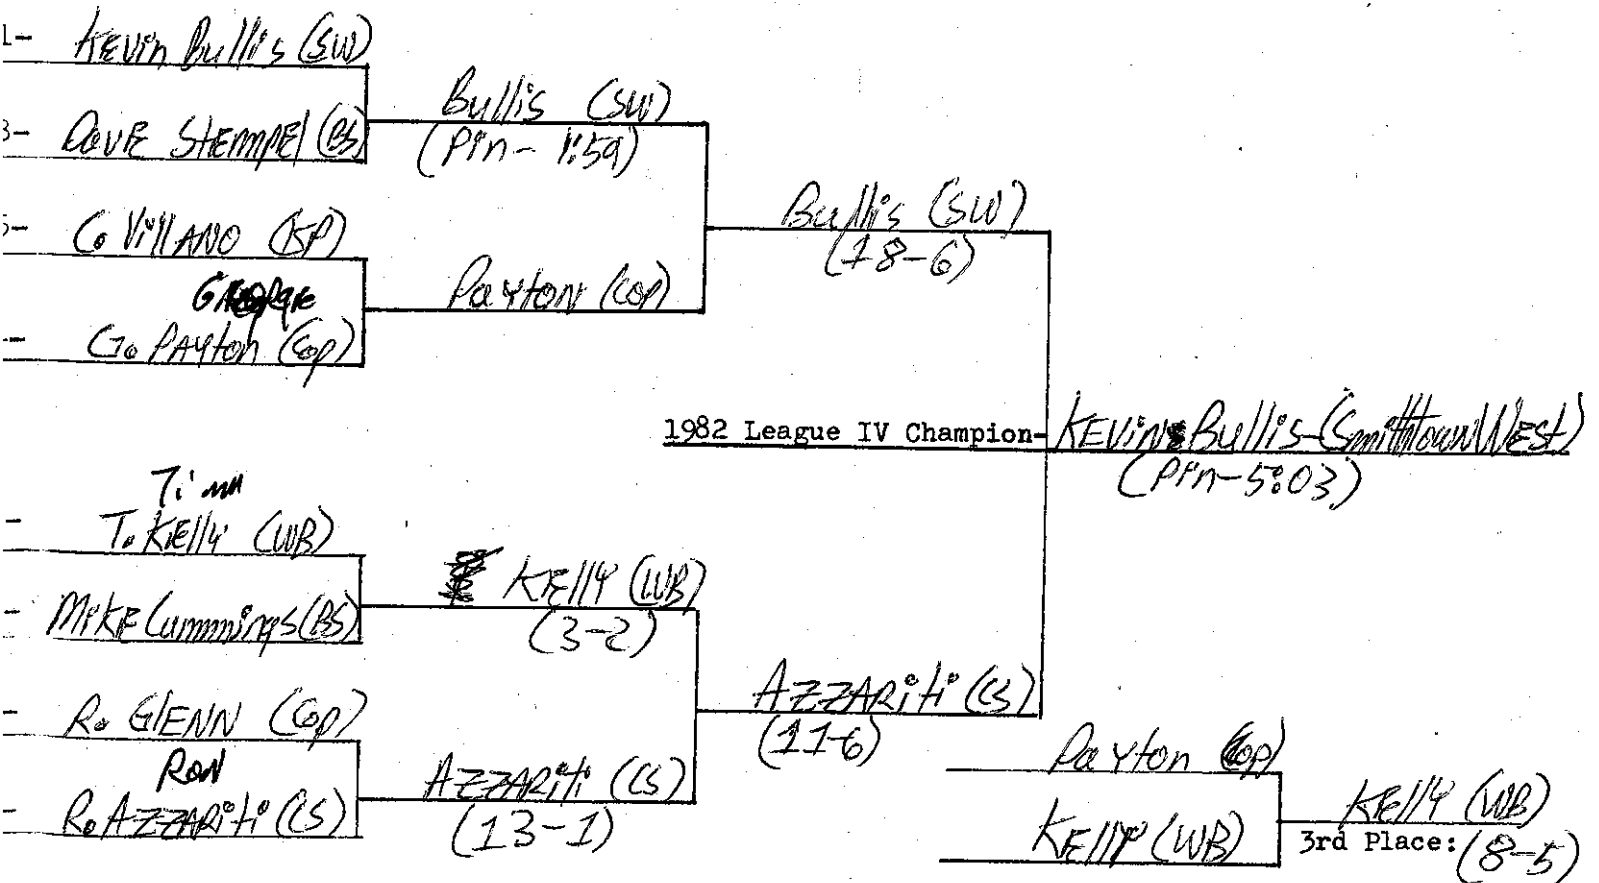 1- KEVin Bullis (SW)
3- DAVE STEMPEl (BS)
5- C. VillANO (KP)
G. PAYton (Cop)
Bullis (SW)
(Pin- 1:59)
PAYTON (Cop)
Bullis (SW)
(18-6)
1982 League IV Champion-
KEVIN Bullis-(Smithtown WEst)
(Pin-5:03)
Tim
- T. KElly (WB)
- MikE Cummings (BS)
- R. GlENN (Cop)
RON
- R. AZZARiti (CS)
KElly (WB)
(3-2)
AZZARiti (CS)
(13-1)
AZZARiti (CS)
(11-6)
PAYton (Cop)
KElly (WB)
KElly (WB)
3rd Place: (8-5)